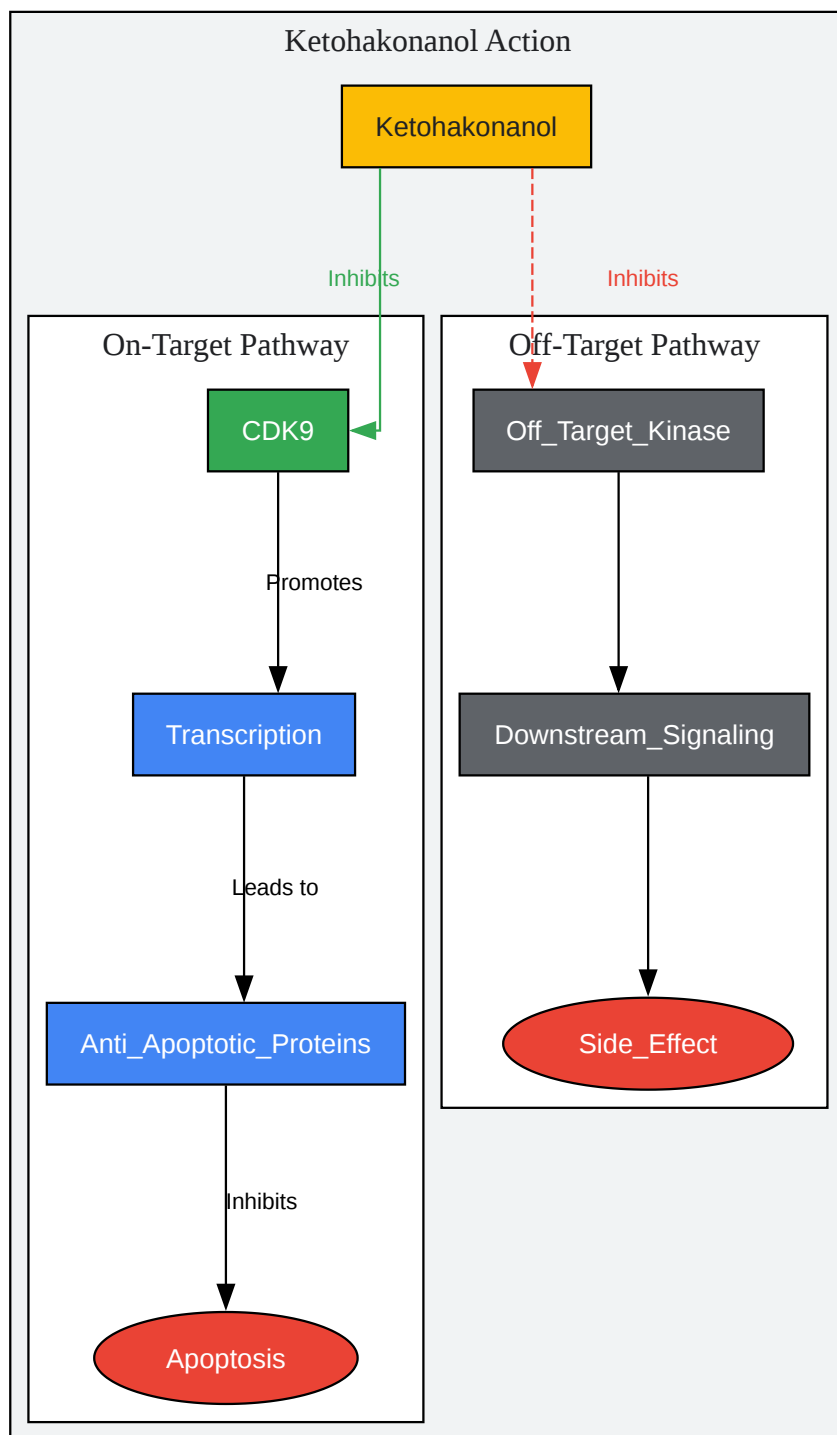 Ketohakonanol Action
Ketohakonanol
Inhibits
Inhibits
On-Target Pathway
CDK9
Promotes
Transcription
Leads to
Anti_Apoptotic_Proteins
Inhibits
Apoptosis
Off-Target Pathway
Off_Target_Kinase
Downstream_Signaling
Side_Effect